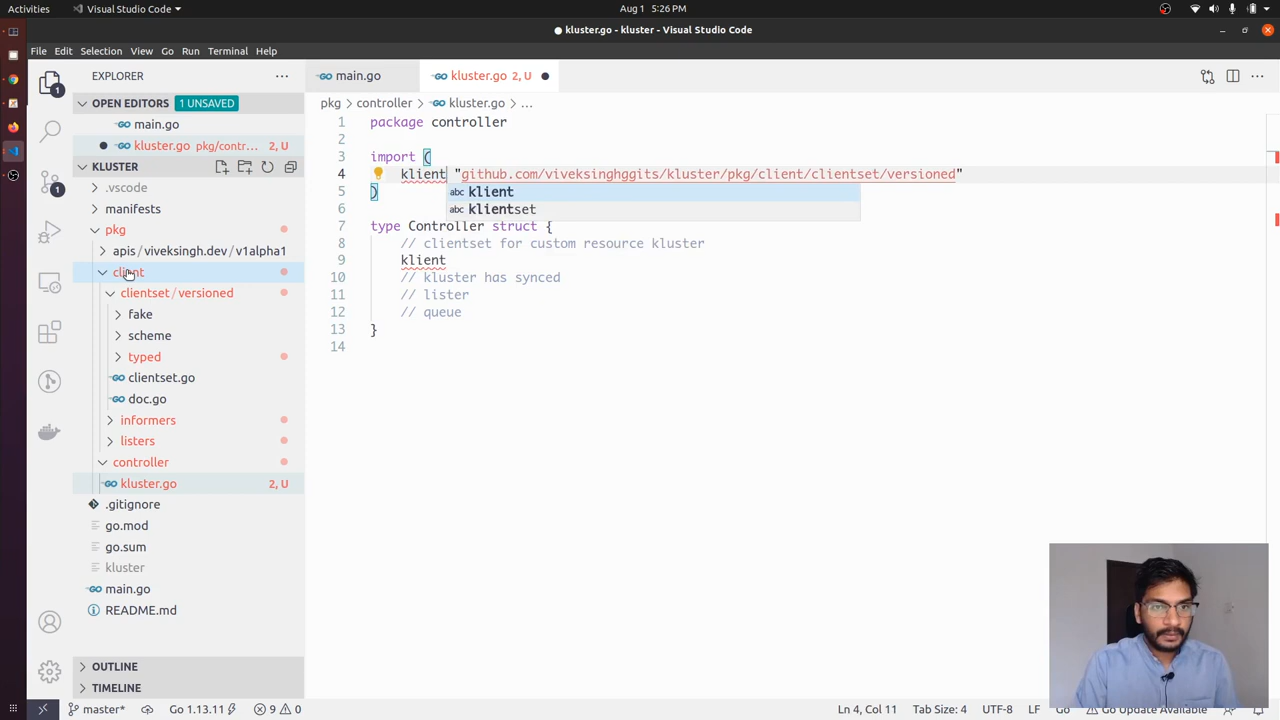 Activities
Visual Studio Code
Aug 1 5:26 PM
kluster.go - kluster - Visual Studio Code
File Edit Selection View Go Run Terminal Help
EXPLORER
main.go
kluster.go 2, U
OPEN EDITORS 1 UNSAVED
main.go
kluster.go pkg/contr... 2, U
KLUSTER
.vscode
manifests
pkg
apis / viveksingh.dev / v1alpha1
client
clientset / versioned
fake
scheme
typed
clientset.go
doc.go
informers
listers
controller
kluster.go 2, U
.gitignore
go.mod
go.sum
kluster
main.go
README.md
OUTLINE
TIMELINE
pkg > controller > kluster.go > ...
1 package controller
2
3 import (
4 klient "github.com/viveksinghggits/kluster/pkg/client/clientset/versioned"
abc klient
abc klientset
5 )
6
7 type Controller struct {
8 // clientset for custom resource kluster
9 klient
10 // kluster has synced
11 // lister
12 // queue
13 }
14
master* Go 1.13.11 9 0
Ln 4, Col 11 Tab Size: 4 UTF-8 LF Go Go Update Available
1
1